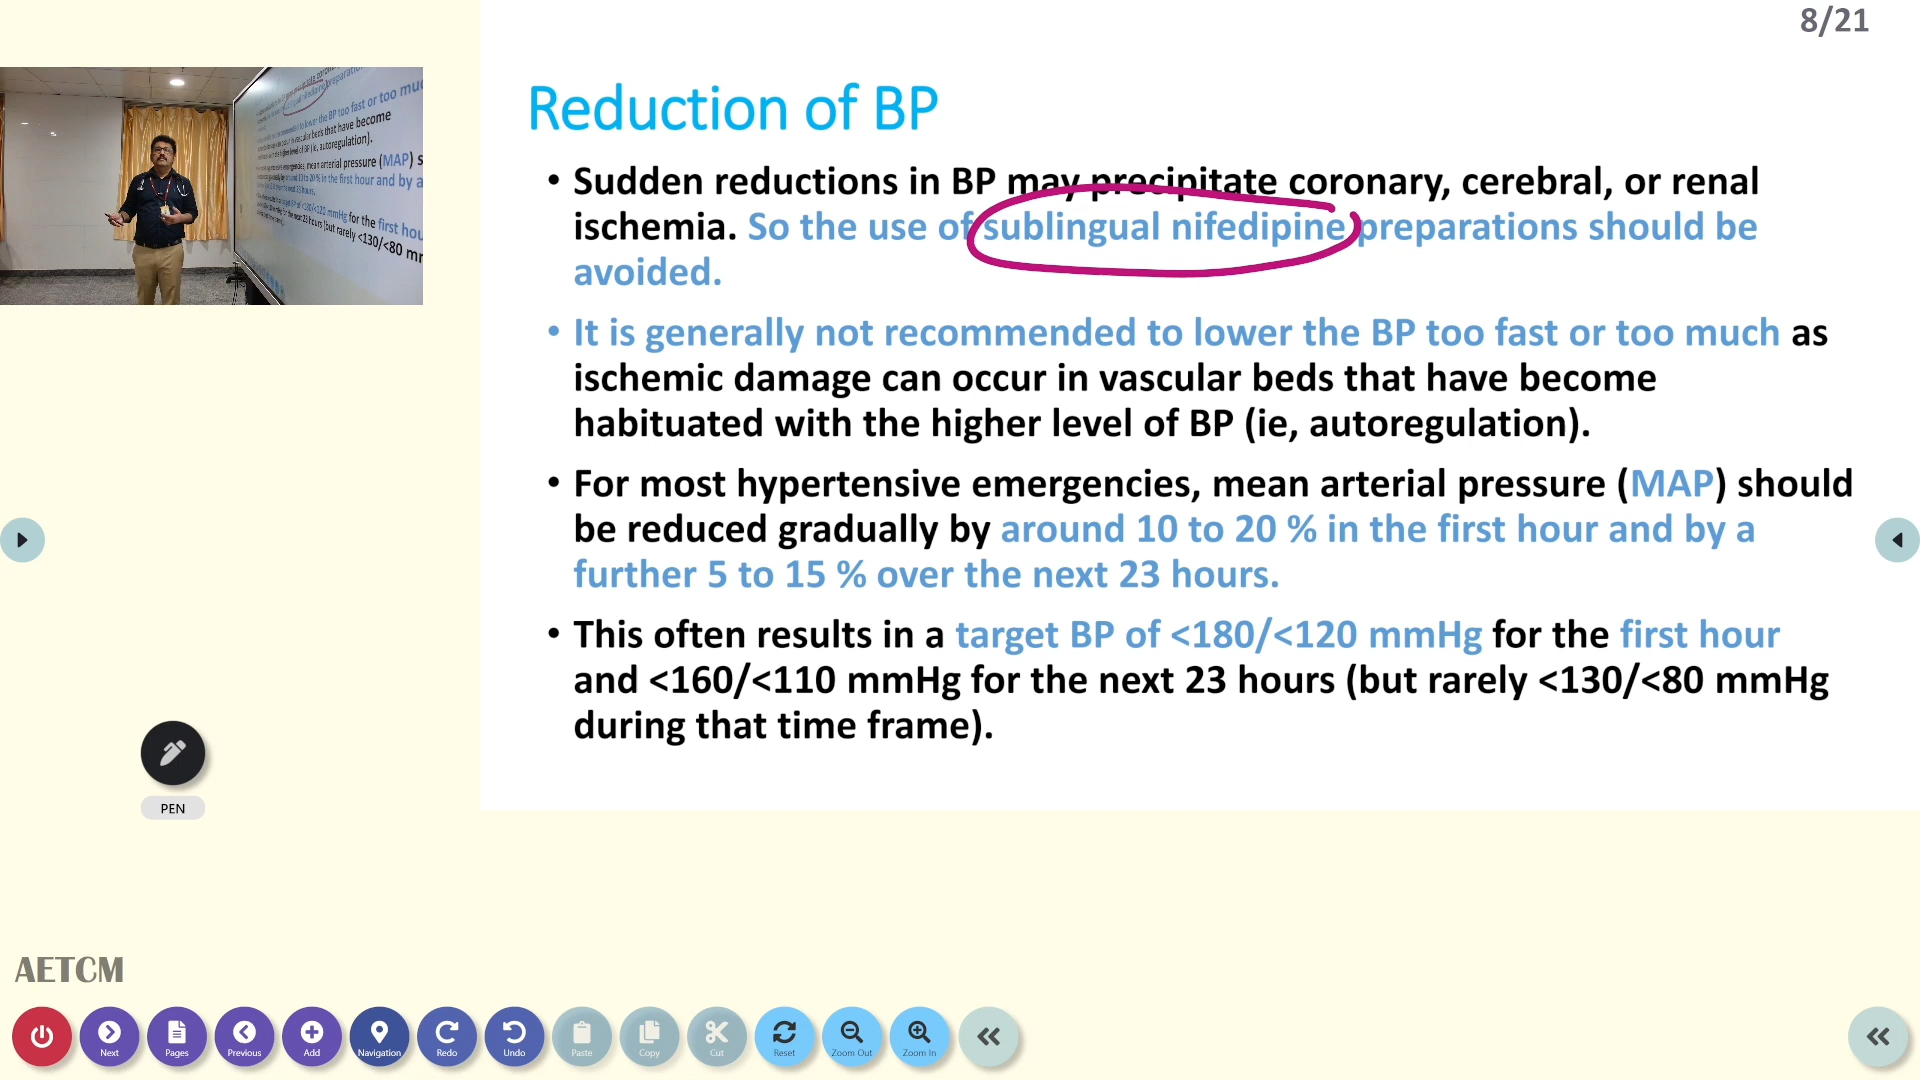 8/21
Reduction of BP
• Sudden reductions in BP may precipitate coronary, cerebral, or renal
ischemia. So the use of sublingual nifedipine preparations should be
avoided.
• It is generally not recommended to lower the BP too fast or too much as
ischemic damage can occur in vascular beds that have become
habituated with the higher level of BP (ie, autoregulation).
• For most hypertensive emergencies, mean arterial pressure (MAP) should
be reduced gradually by around 10 to 20 % in the first hour and by a
further 5 to 15 % over the next 23 hours.
• This often results in a target BP of <180/<120 mmHg for the first hour
and <160/<110 mmHg for the next 23 hours (but rarely <130/<80 mmHg
during that time frame).
PEN
AETCM
Next
Pages
Previous
Add
Navigation
Redo
Undo
Paste
Copy
Cut
Reset
Zoom Out
Zoom In